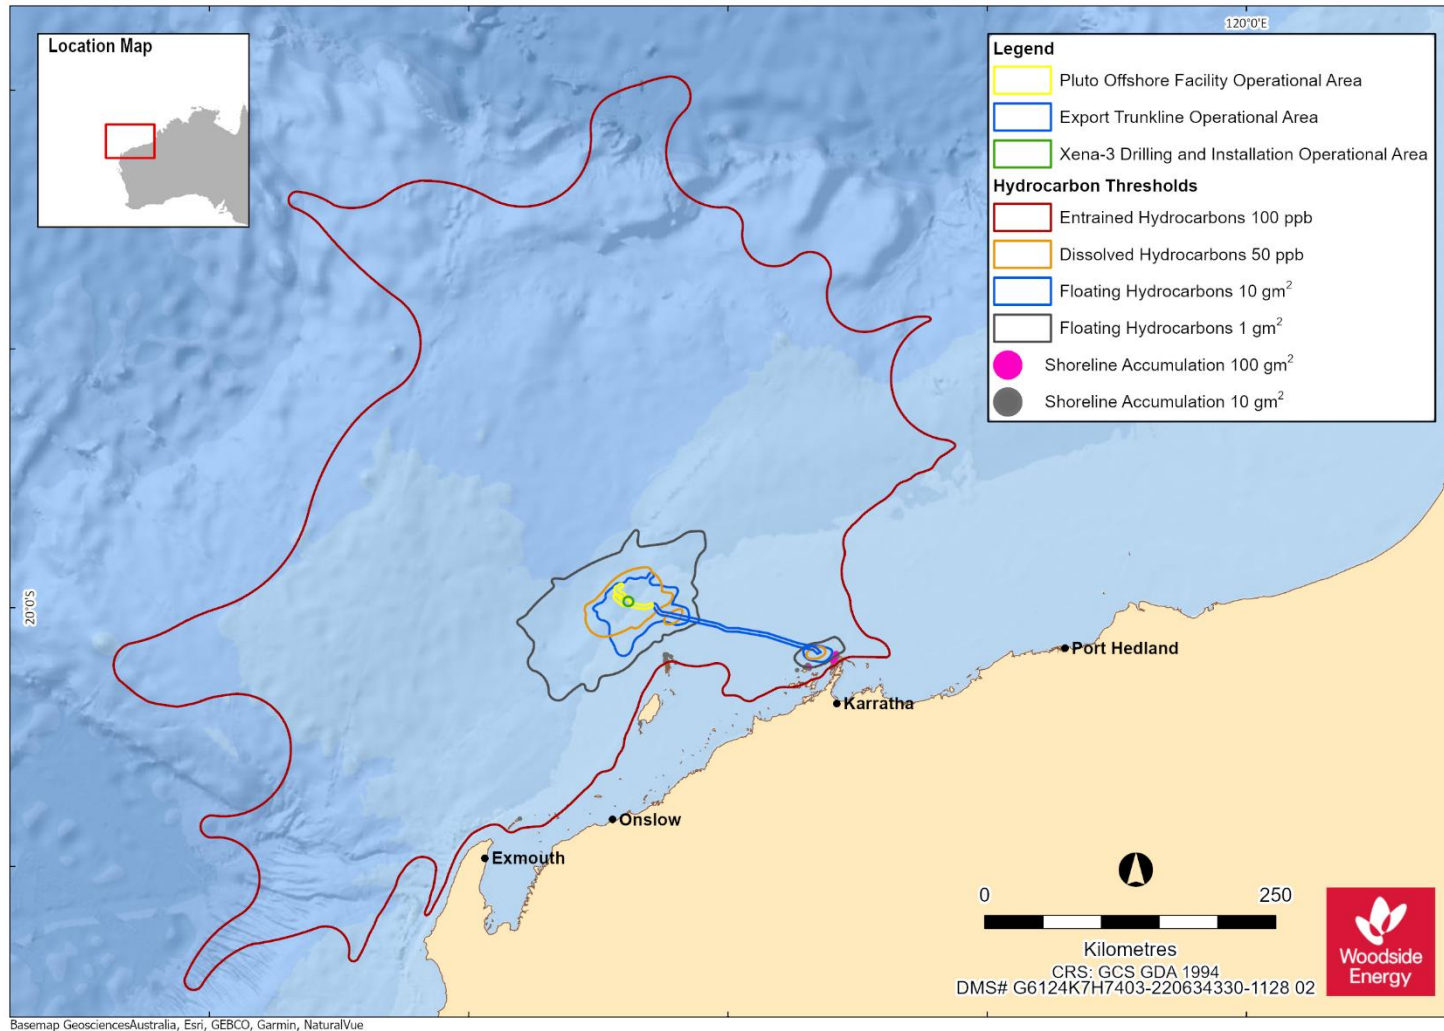 Location Map
120°0'E
Legend
Pluto Offshore Facility Operational Area
Export Trunkline Operational Area
Xena-3 Drilling and Installation Operational Area
Hydrocarbon Thresholds
Entrained Hydrocarbons 100 ppb
Dissolved Hydrocarbons 50 ppb
Floating Hydrocarbons 10 gm²
Floating Hydrocarbons 1 gm²
Shoreline Accumulation 100 gm²
Shoreline Accumulation 10 gm²
20°0'S
Port Hedland
Karratha
Onslow
Exmouth
0 250
Kilometres
CRS: GCS GDA 1994
DMS# G6124K7H7403-220634330-1128 02
Woodside
Energy
Basemap GeosciencesAustralia, Esri, GEBCO, Garmin, NaturalVue